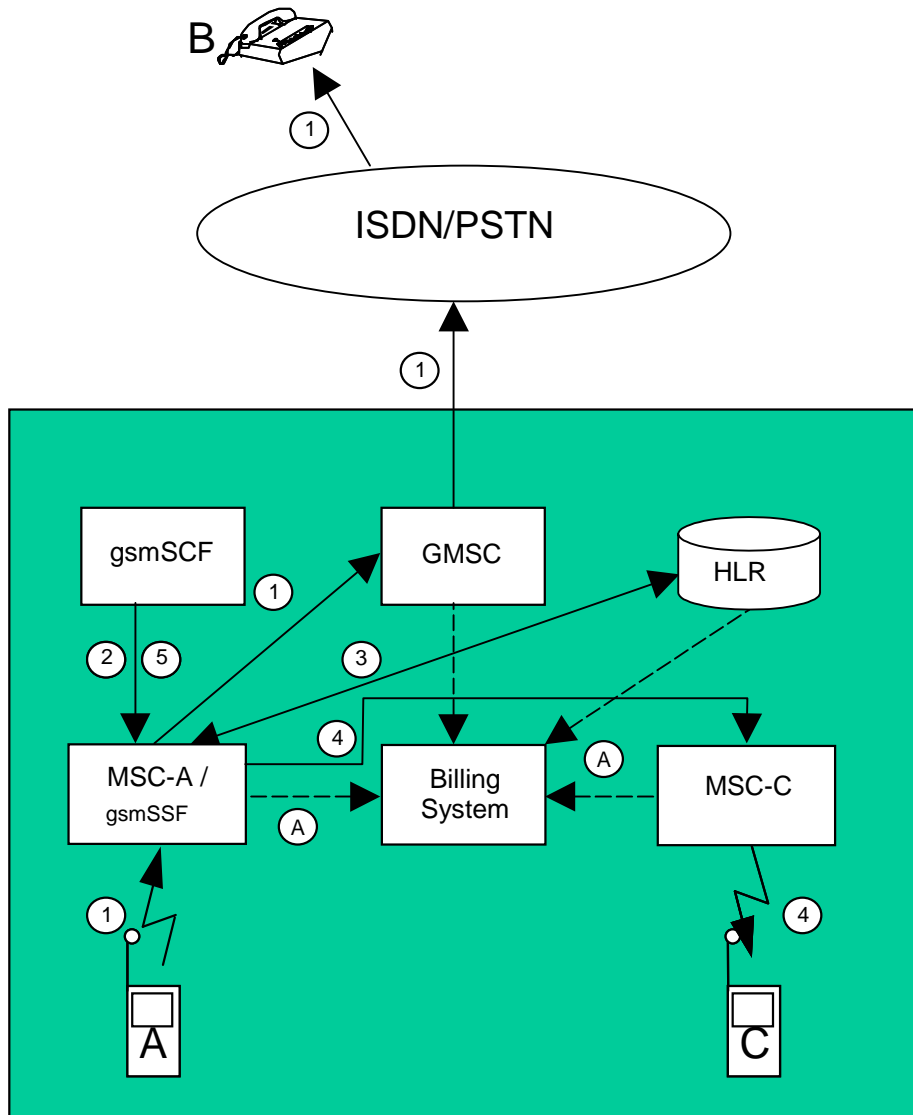 B
1
ISDN/PSTN
1
gsmSCF
GMSC
HLR
1
2
5
3
4
MSC-A /
gsmSSF
Billing
System
A
MSC-C
A
1
4
A
C